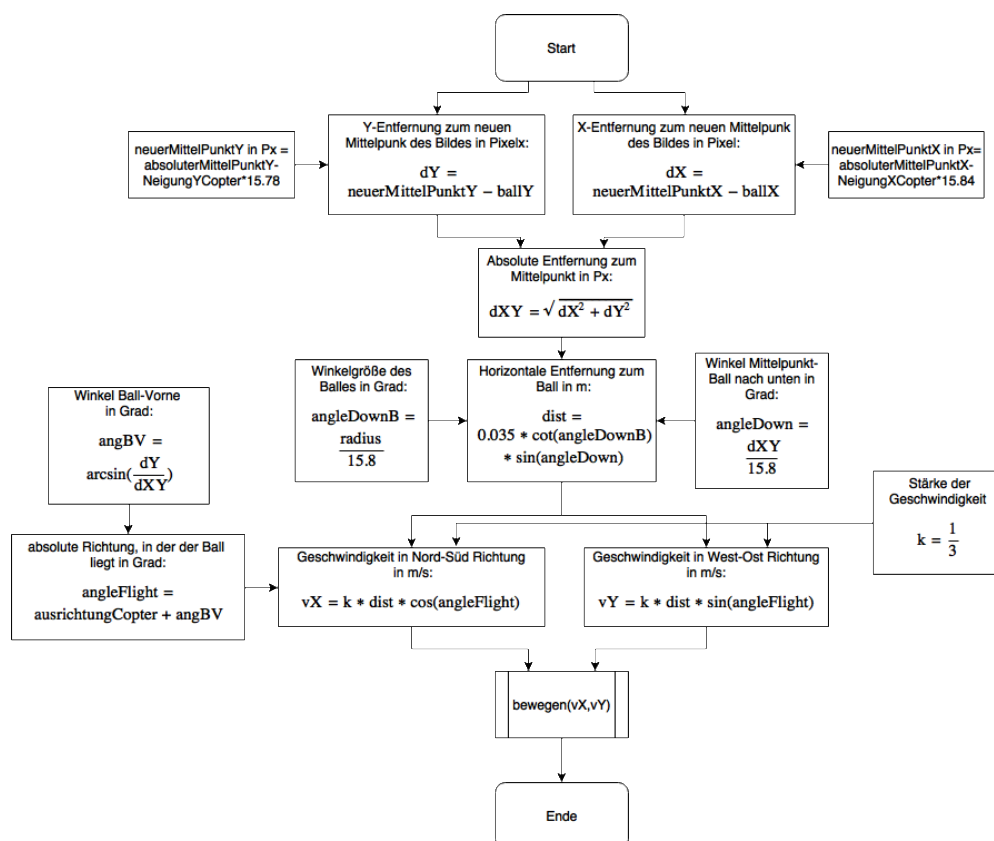 Start
Y-Entfernung zum neuen
Mittelpunk des Bildes in Pixelx:
dY =
neuerMittelPunktY − ballY
X-Entfernung zum neuen Mittelpunk
des Bildes in Pixel:
dX =
neuerMittelPunktX − ballX
neuerMittelPunktY in Px =
absoluterMittelPunktY-
NeigungYCopter*15.78
neuerMittelPunktX in Px=
absoluterMittelPunktX-
NeigungXCopter*15.84
Absolute Entfernung zum
Mittelpunkt in Px:
dXY = √dX² + dY²
Winkelgröße des
Balles in Grad:
angleDownB =
radius
15.8
Horizontale Entfernung zum
Ball in m:
dist =
0.035 * cot(angleDownB)
* sin(angleDown)
Winkel Mittelpunkt-
Ball nach unten in
Grad:
angleDown =
dXY
15.8
Winkel Ball-Vorne
in Grad:
angBV =
arcsin(dY/dXY)
Stärke der
Geschwindigkeit
k = 1/3
absolute Richtung, in der der Ball
liegt in Grad:
angleFlight =
ausrichtungCopter + angBV
Geschwindigkeit in Nord-Süd Richtung
in m/s:
vX = k * dist * cos(angleFlight)
Geschwindigkeit in West-Ost Richtung
in m/s:
vY = k * dist * sin(angleFlight)
bewegen(vX,vY)
Ende